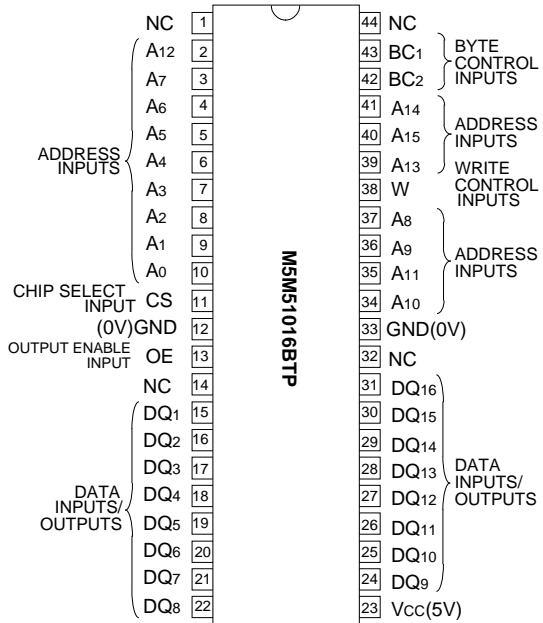 NC 1
A12 2
A7 3
A6 4
A5 5
A4 6
A3 7
A2 8
A1 9
A0 10
ADDRESS
INPUTS
CHIP SELECT
INPUT CS 11
(0V)GND 12
OUTPUT ENABLE
INPUT OE 13
NC 14
DQ1 15
DQ2 16
DQ3 17
DQ4 18
DQ5 19
DQ6 20
DQ7 21
DQ8 22
DATA
INPUTS/
OUTPUTS
M5M51016BTP
44 NC
43 BC1
42 BC2
BYTE
CONTROL
INPUTS
41 A14
40 A15
39 A13
ADDRESS
INPUTS
38 W
WRITE
CONTROL
INPUTS
37 A8
36 A9
35 A11
34 A10
ADDRESS
INPUTS
33 GND(0V)
32 NC
31 DQ16
30 DQ15
29 DQ14
28 DQ13
27 DQ12
26 DQ11
25 DQ10
24 DQ9
DATA
INPUTS/
OUTPUTS
23 VCC(5V)